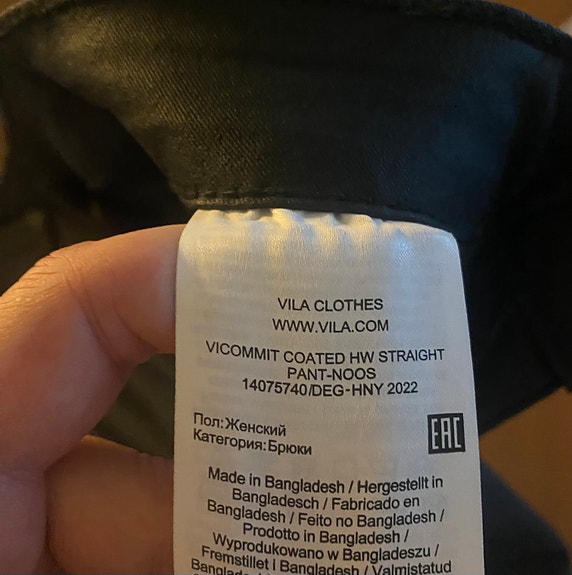 VILA CLOTHES
WWW.VILA.COM
VICOMMIT COATED HW STRAIGHT
PANT-NOOS
14075740/DEG-HNY 2022
Пол:Женский
Категория:Брюки
EAC
Made in Bangladesh / Hergestellt in
Bangladesch / Fabricado en
Bangladesh / Feito no Bangladesh /
Prodotto in Bangladesh /
Wyprodukowano w Bangladeszu /
Fremstillet i Bangladesh / Valmistatud